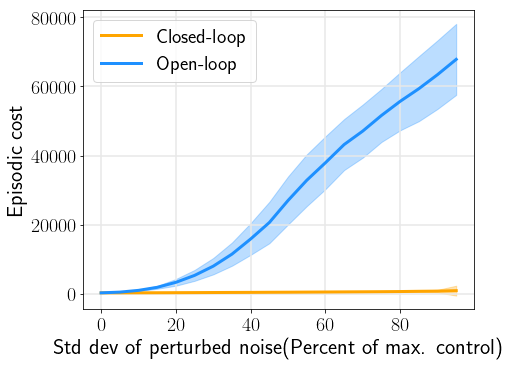 Closed-loop
Open-loop
Episodic cost
80000
60000
40000
20000
0
0 20 40 60 80
Std dev of perturbed noise(Percent of max. control)